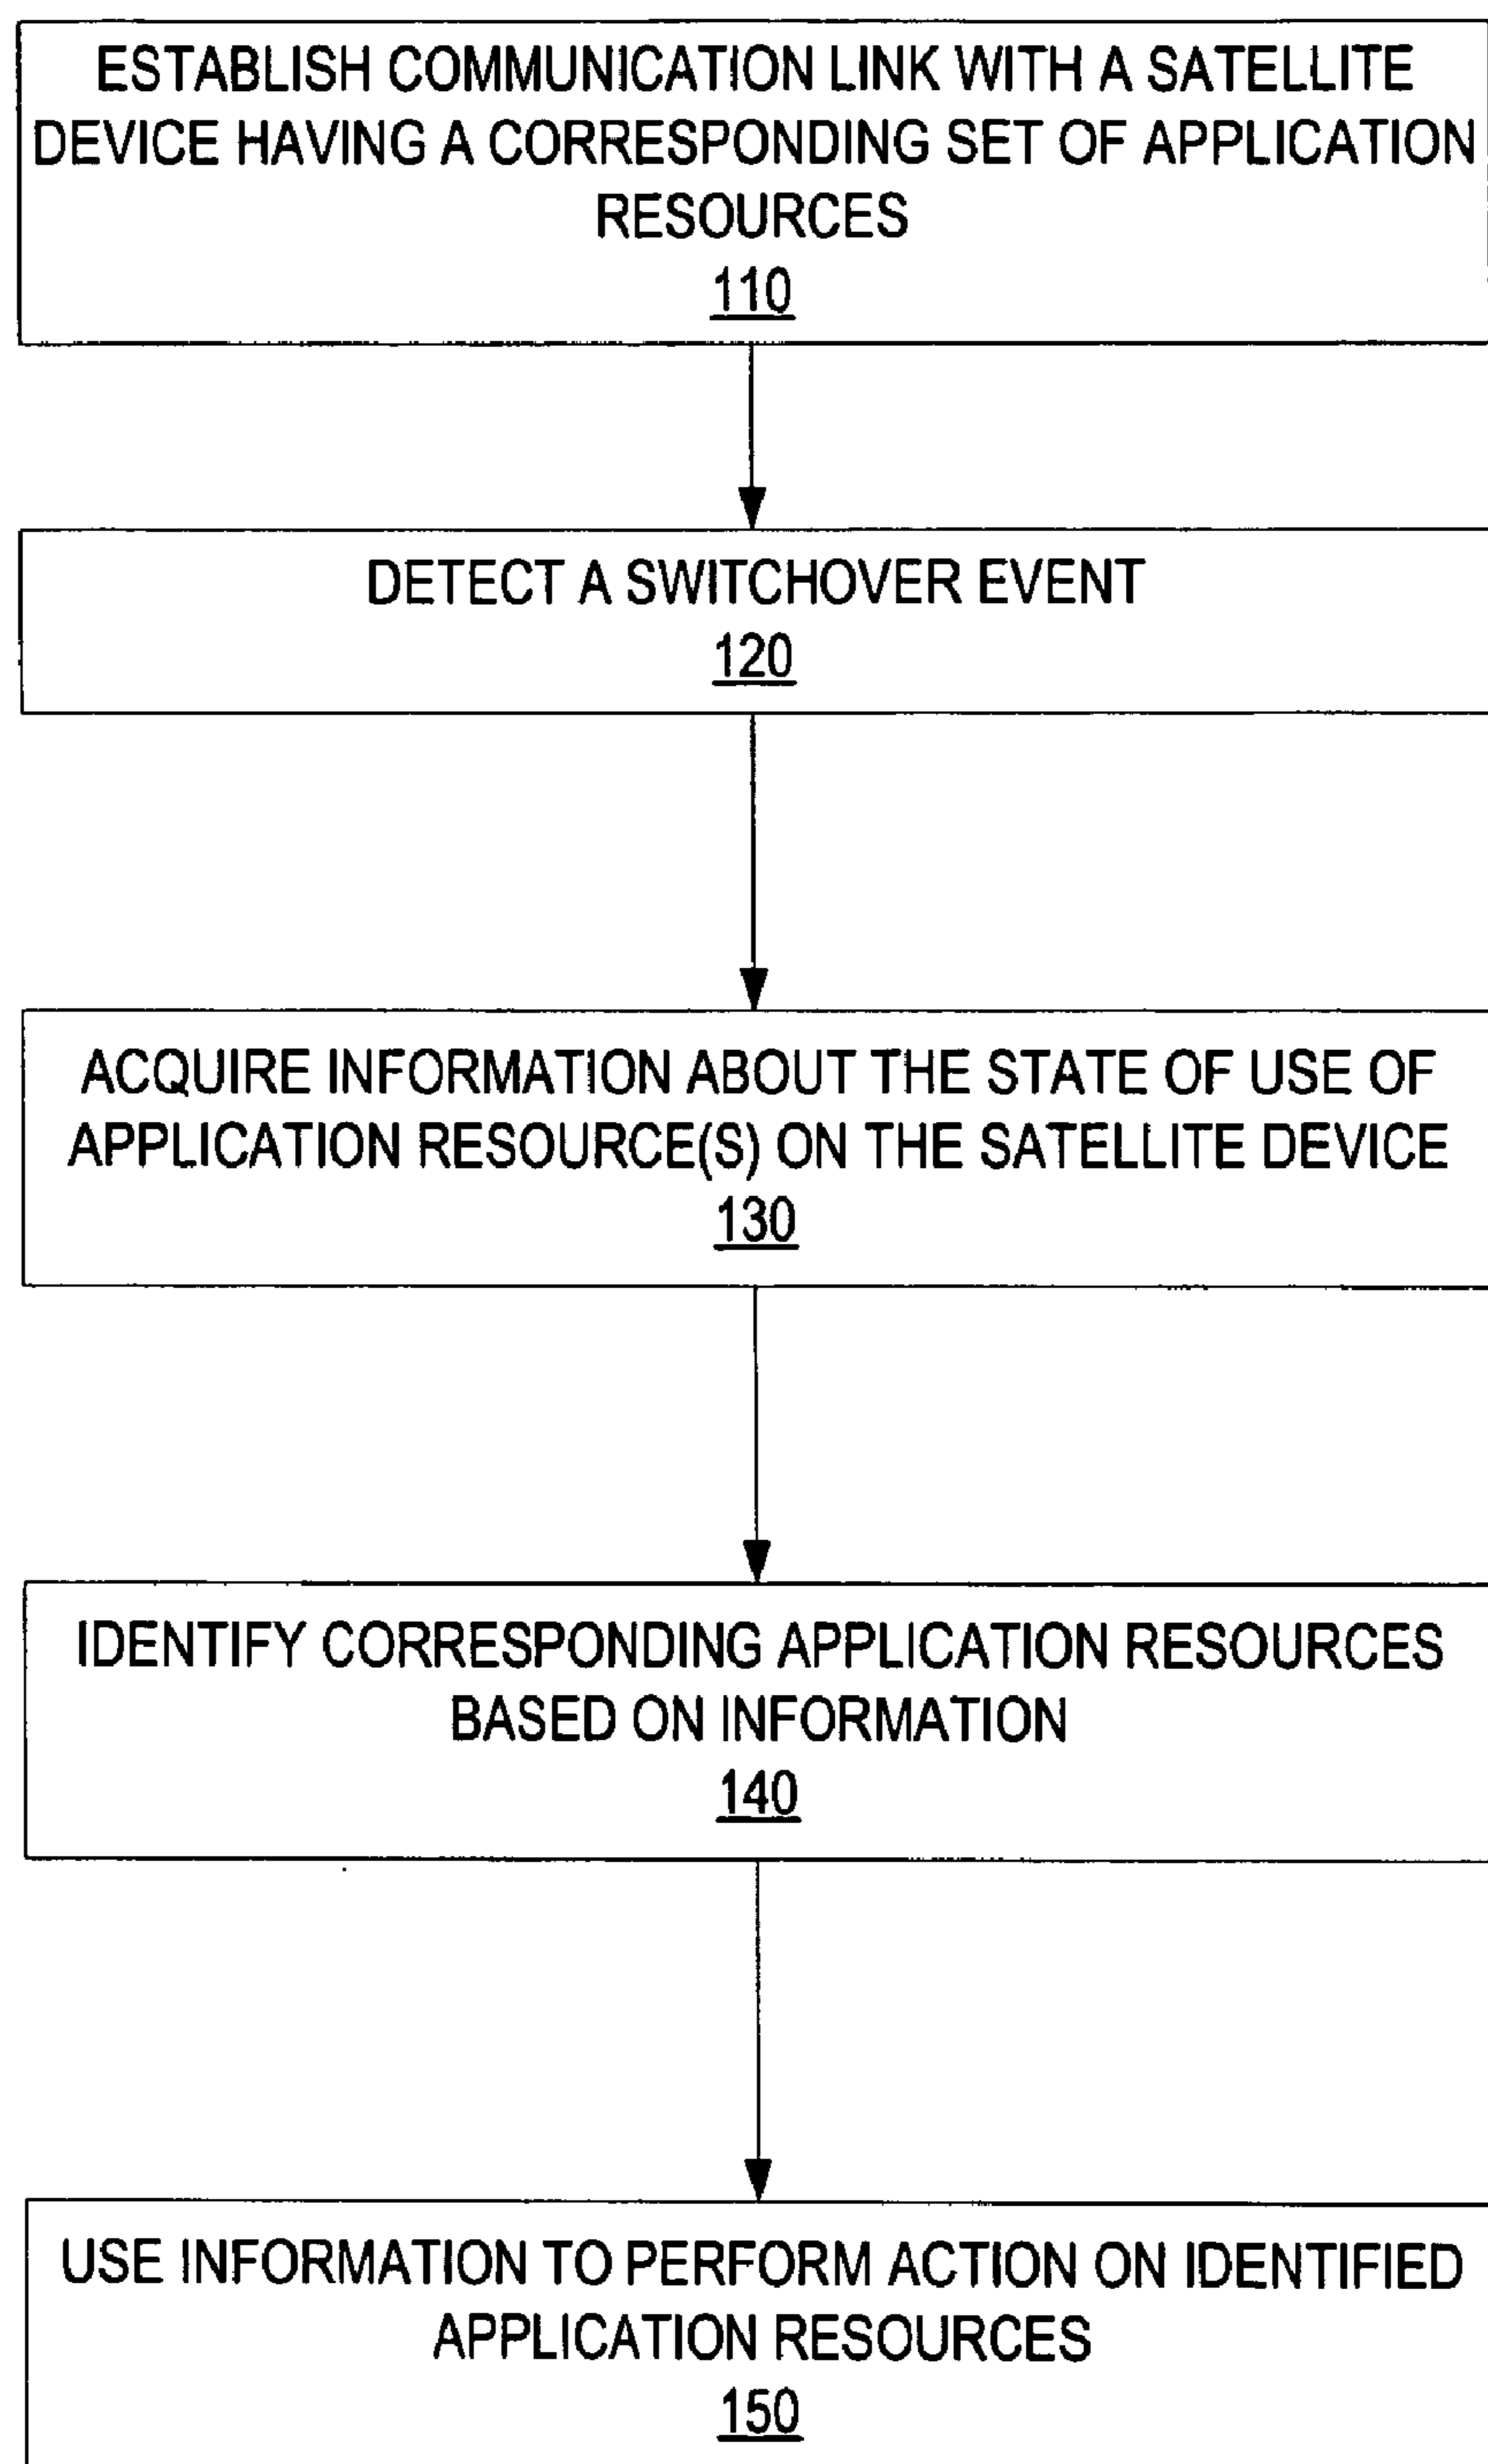 ESTABLISH COMMUNICATION LINK WITH A SATELLITE
DEVICE HAVING A CORRESPONDING SET OF APPLICATION
RESOURCES
110
DETECT A SWITCHOVER EVENT
120
ACQUIRE INFORMATION ABOUT THE STATE OF USE OF
APPLICATION RESOURCE(S) ON THE SATELLITE DEVICE
130
IDENTIFY CORRESPONDING APPLICATION RESOURCES
BASED ON INFORMATION
140
USE INFORMATION TO PERFORM ACTION ON IDENTIFIED
APPLICATION RESOURCES
150